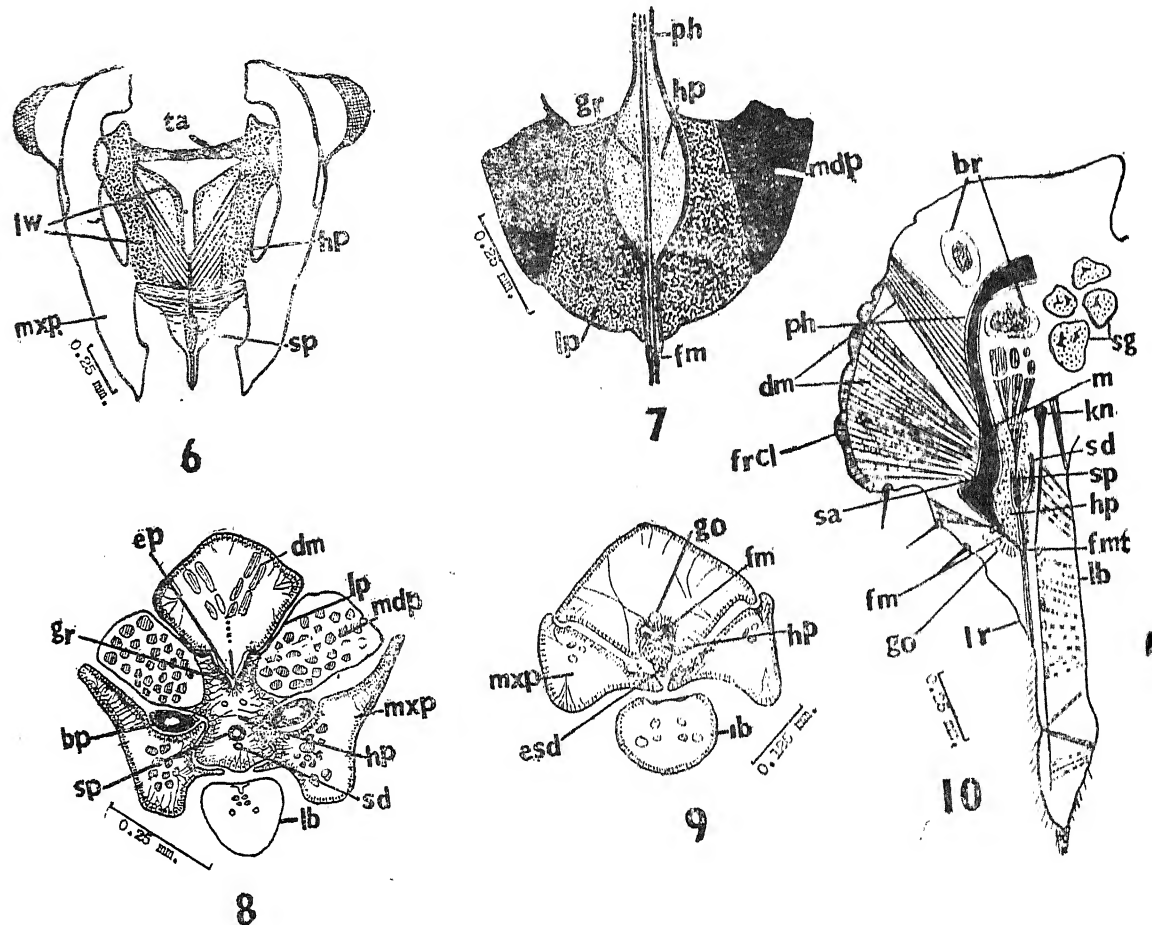 ta
lw
hp
mxp.
sp
0.25 mm.
6
ph
hp
gr
mdp
0.25 mm.
lp
fm
7
ep
dm
lp
mdp
gr
mxp
bp
hp
sp
sd
lb
0.25 mm.
8
go
fm
hp
mxp
esd
lb
0.125 mm.
9
br
ph
sg
dm
m
kn
frcl
sd
sp
sa
hp
fmt
lb
fm
go
lr
0.25 mm.
10